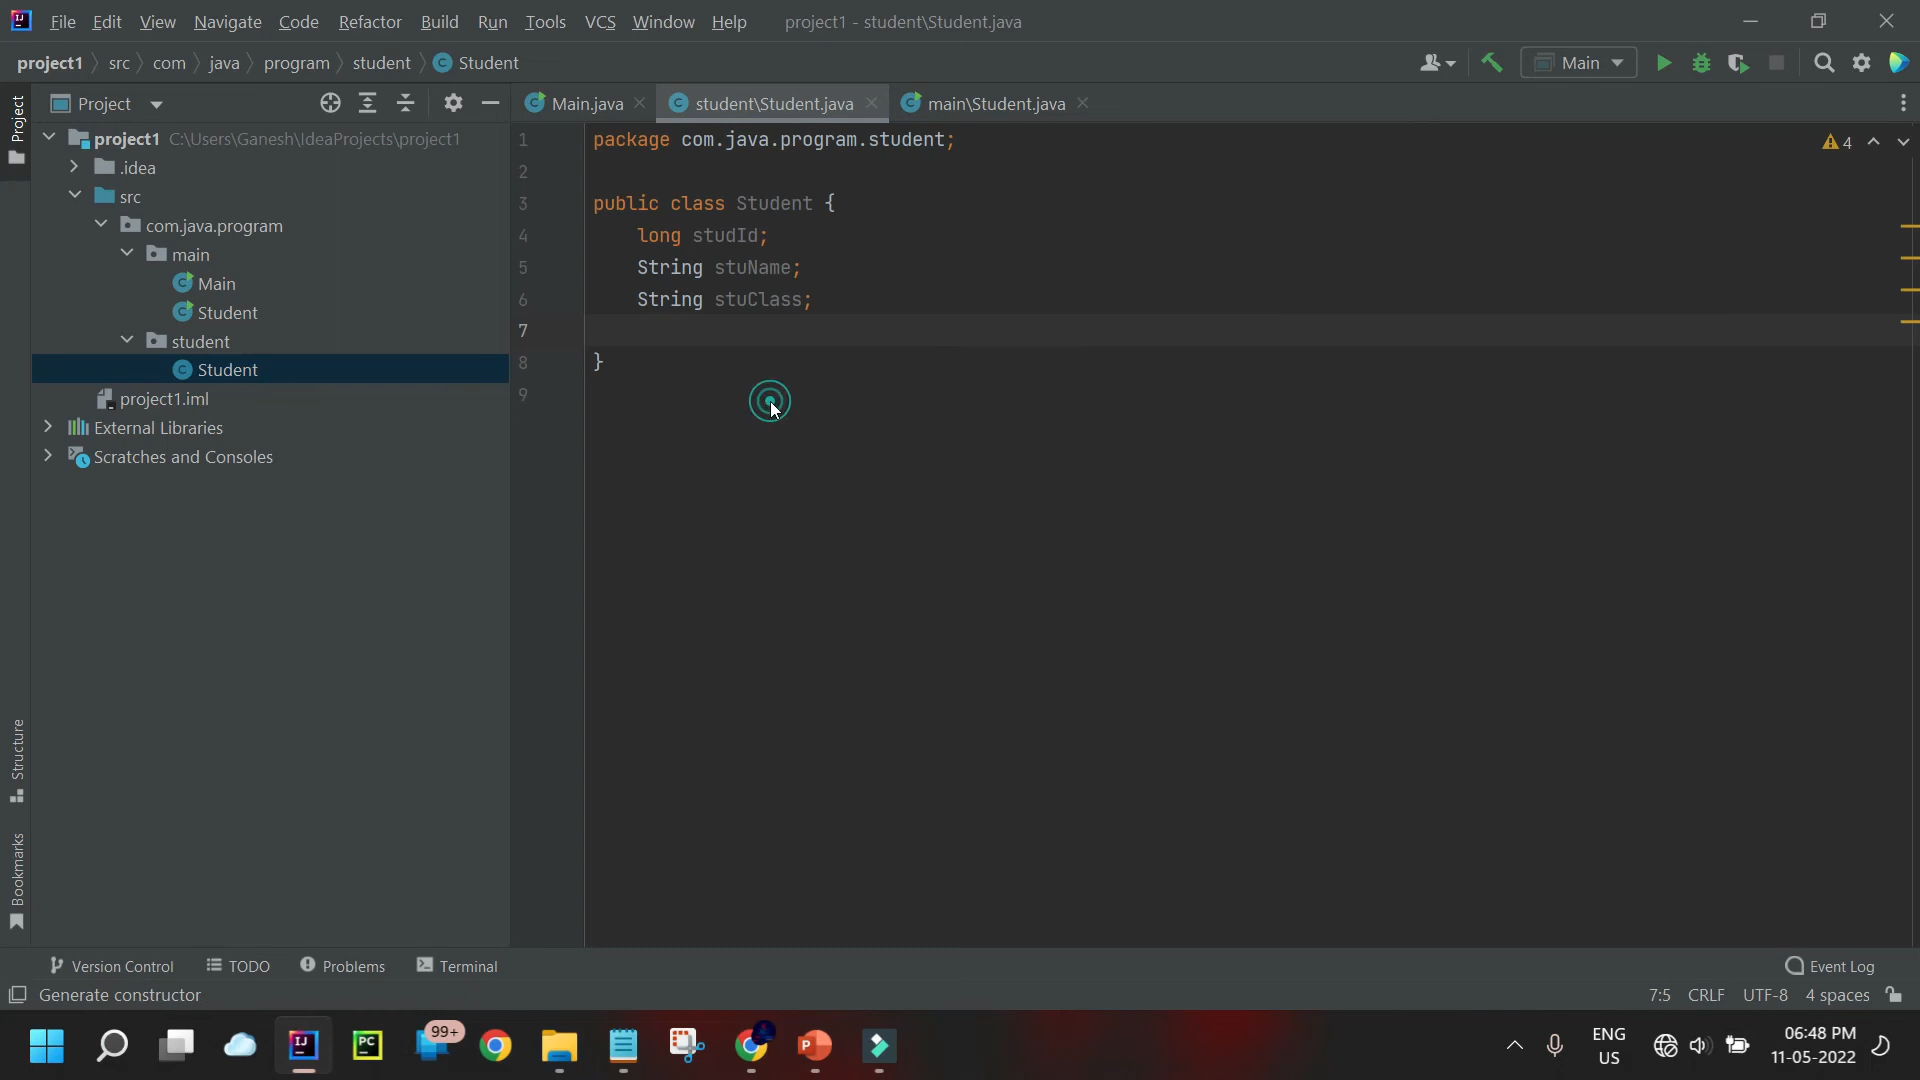 File Edit View Navigate Code Refactor Build Run Tools VCS Window Help project1 - student\Student.java
project1 src com java program student Student
Main
Project
Main.java student\Student.java main\Student.java
Project
project1 C:\Users\Ganesh\IdeaProjects\project1
.idea
src
com.java.program
main
Main
Student
student
Student
project1.iml
External Libraries
Scratches and Consoles
1 package com.java.program.student;
2
3 public class Student {
4 long studId;
5 String stuName;
6 String stuClass;
7
8 }
9
4
Structure
Bookmarks
Version Control TODO Problems Terminal Event Log
Generate constructor 7:5 CRLF UTF-8 4 spaces
IJ PC 99+ P
ENG
US
06:48 PM
11-05-2022